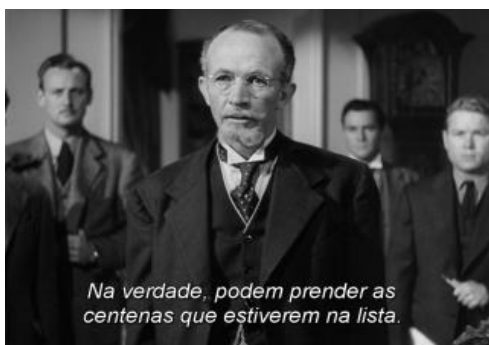 Na verdade, podem prender as
centenas que estiverem na lista.